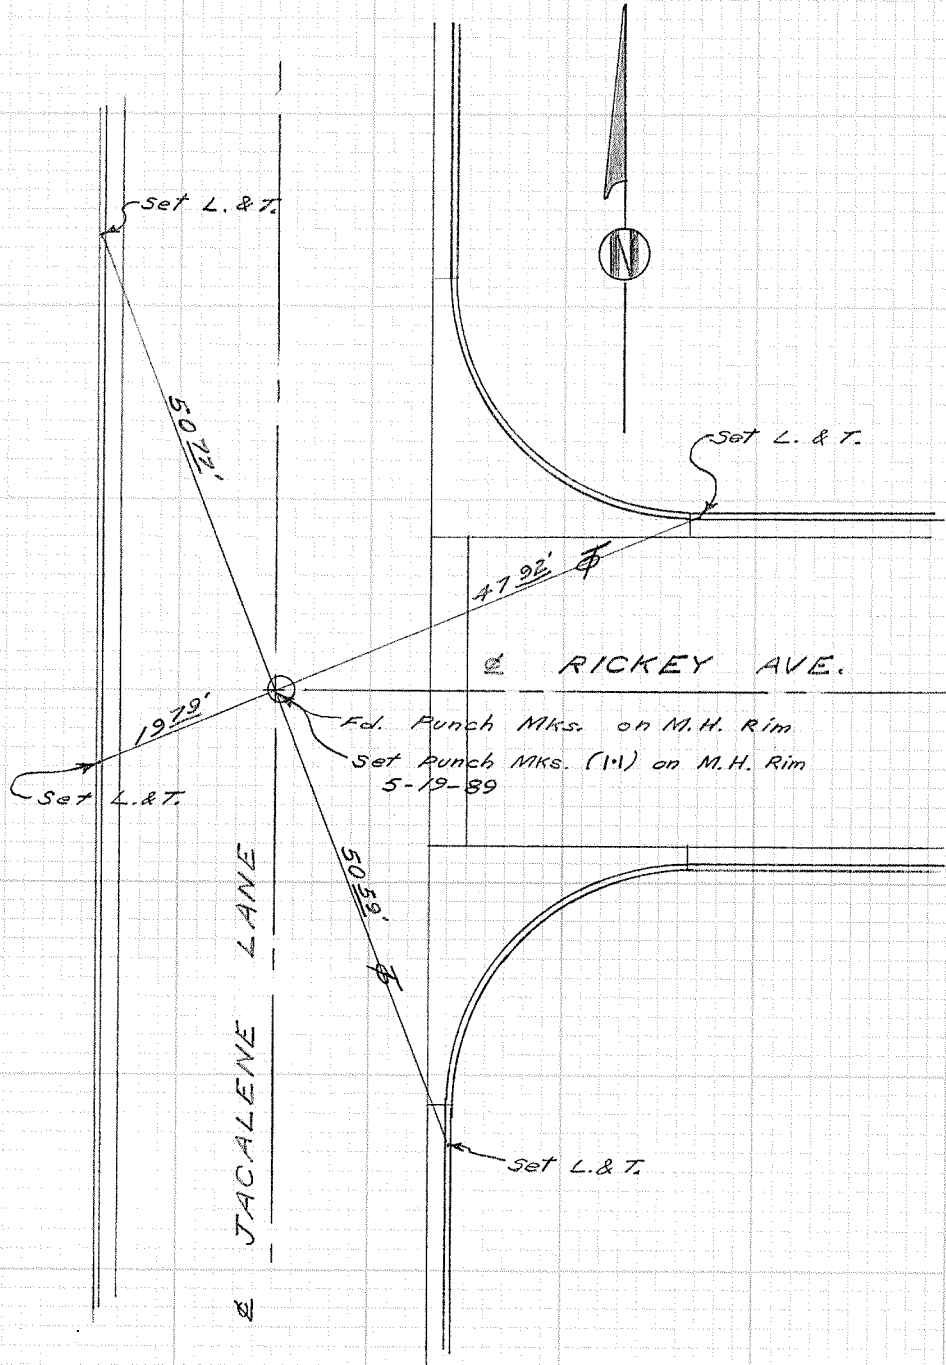 Set L. & T.
N
50 72'
Set L. & T.
47 92'
℄ RICKEY AVE.
19 79'
Fd. Punch Mks. on M.H. Rim
Set Punch Mks. (1·1) on M.H. Rim
5-19-89
Set L.&T.
50 59'
℄ JACALENE LANE
Set L.& T.